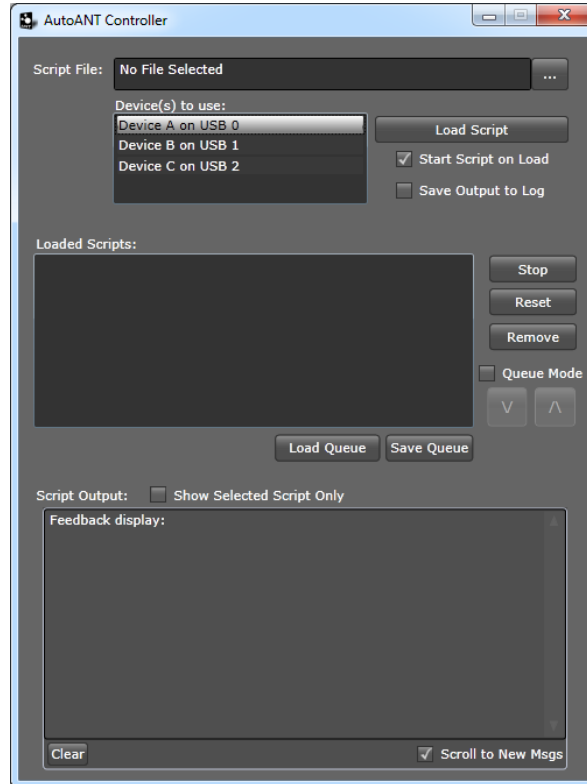 AutoANT Controller
Script File: No File Selected ...
Device(s) to use:
Device A on USB 0
Device B on USB 1
Device C on USB 2
Load Script
Start Script on Load
Save Output to Log
Loaded Scripts:
Stop
Reset
Remove
Queue Mode
V /\
Load Queue Save Queue
Script Output: Show Selected Script Only
Feedback display:
Clear Scroll to New Msgs